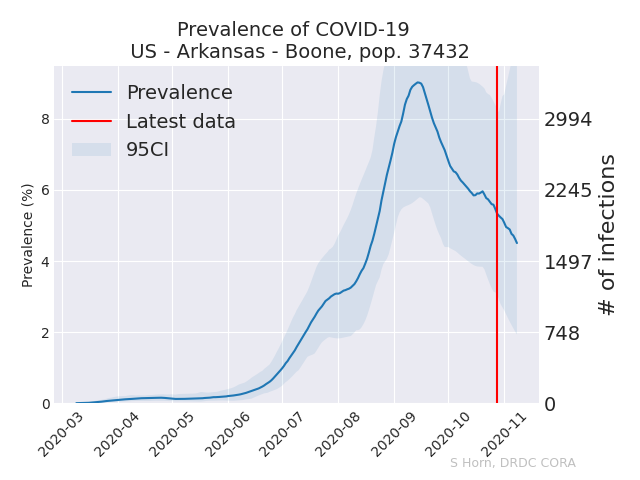 Prevalence of COVID-19
US - Arkansas - Boone, pop. 37432
Prevalence
Latest data
95CI
Prevalence (%)
8
6
4
2
0
2994
2245
1497
748
0
# of infections
2020-03
2020-04
2020-05
2020-06
2020-07
2020-08
2020-09
2020-10
2020-11
S Horn, DRDC CORA